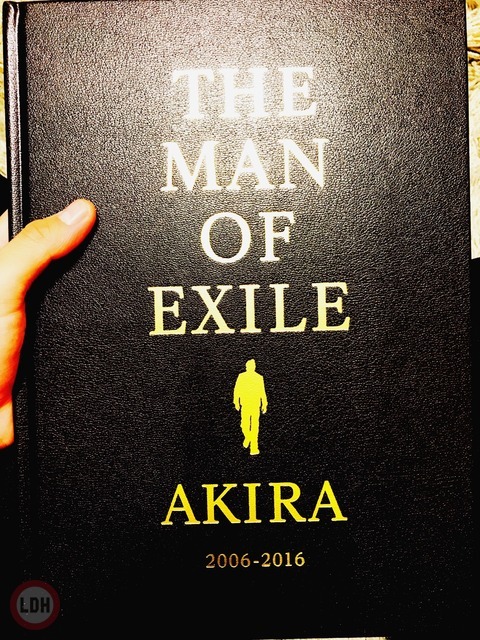 THE
MAN
OF
EXILE
AKIRA
2006-2016
LDH